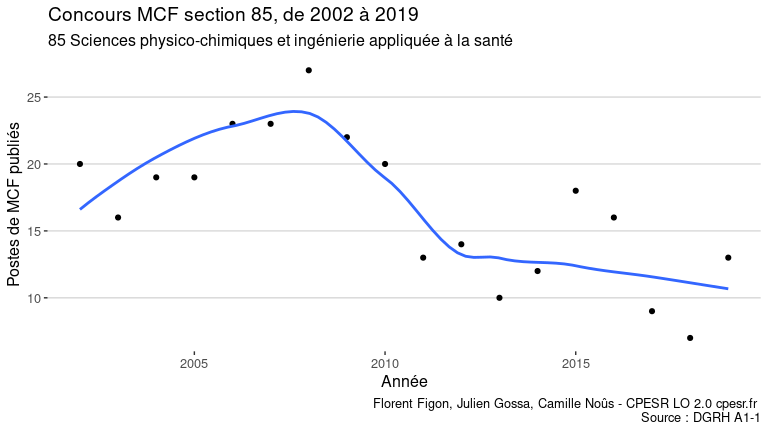 Concours MCF section 85, de 2002 à 2019
85 Sciences physico-chimiques et ingénierie appliquée à la santé
Postes de MCF publiés
25
20
15
10
2005
2010
2015
Année
Florent Figon, Julien Gossa, Camille Noûs - CPESR LO 2.0 cpesr.fr
Source : DGRH A1-1